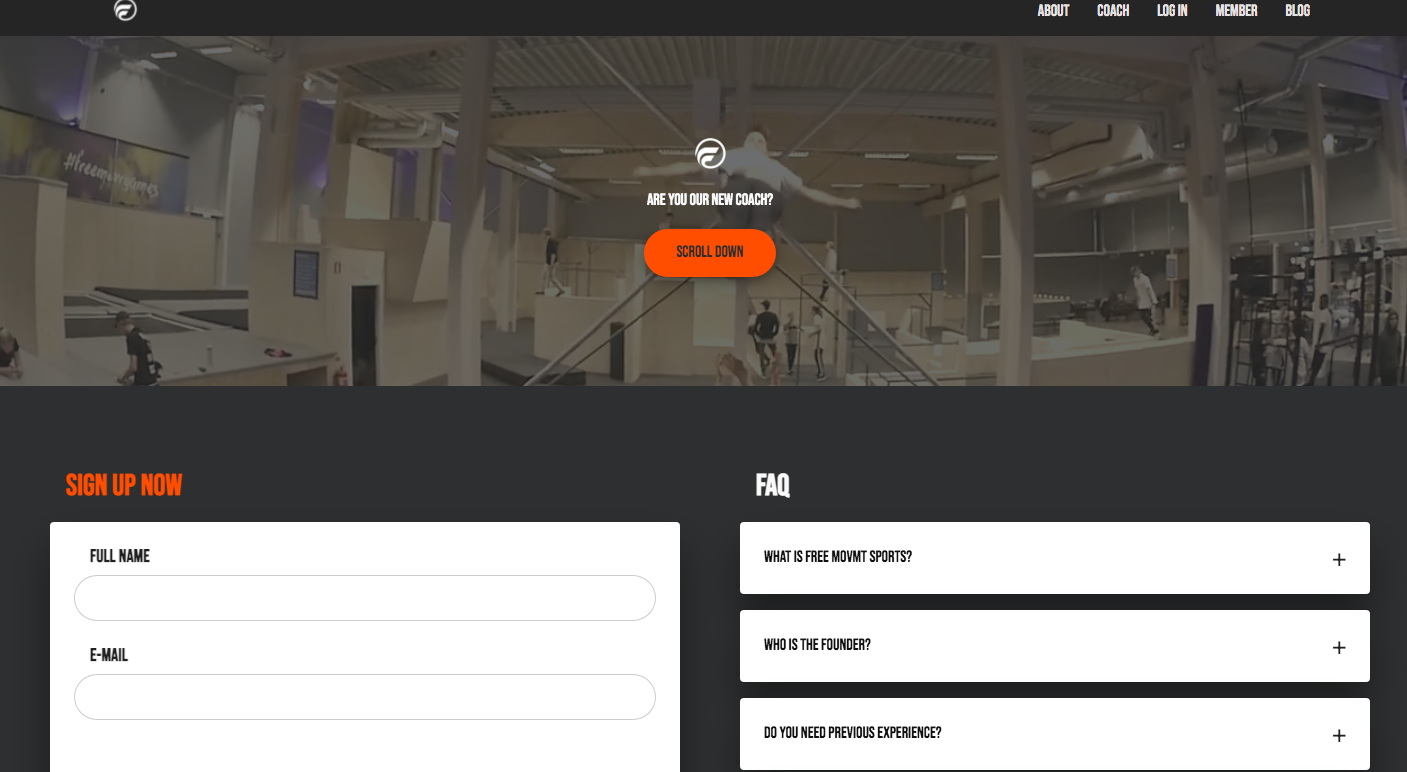 ABOUT COACH LOG IN MEMBER BLOG
#freemovrgames
ARE YOU OUR NEW COACH?
SCROLL DOWN
SIGN UP NOW
FULL NAME
E-MAIL
FAQ
WHAT IS FREE MOVMT SPORTS?
WHO IS THE FOUNDER?
DO YOU NEED PREVIOUS EXPERIENCE?